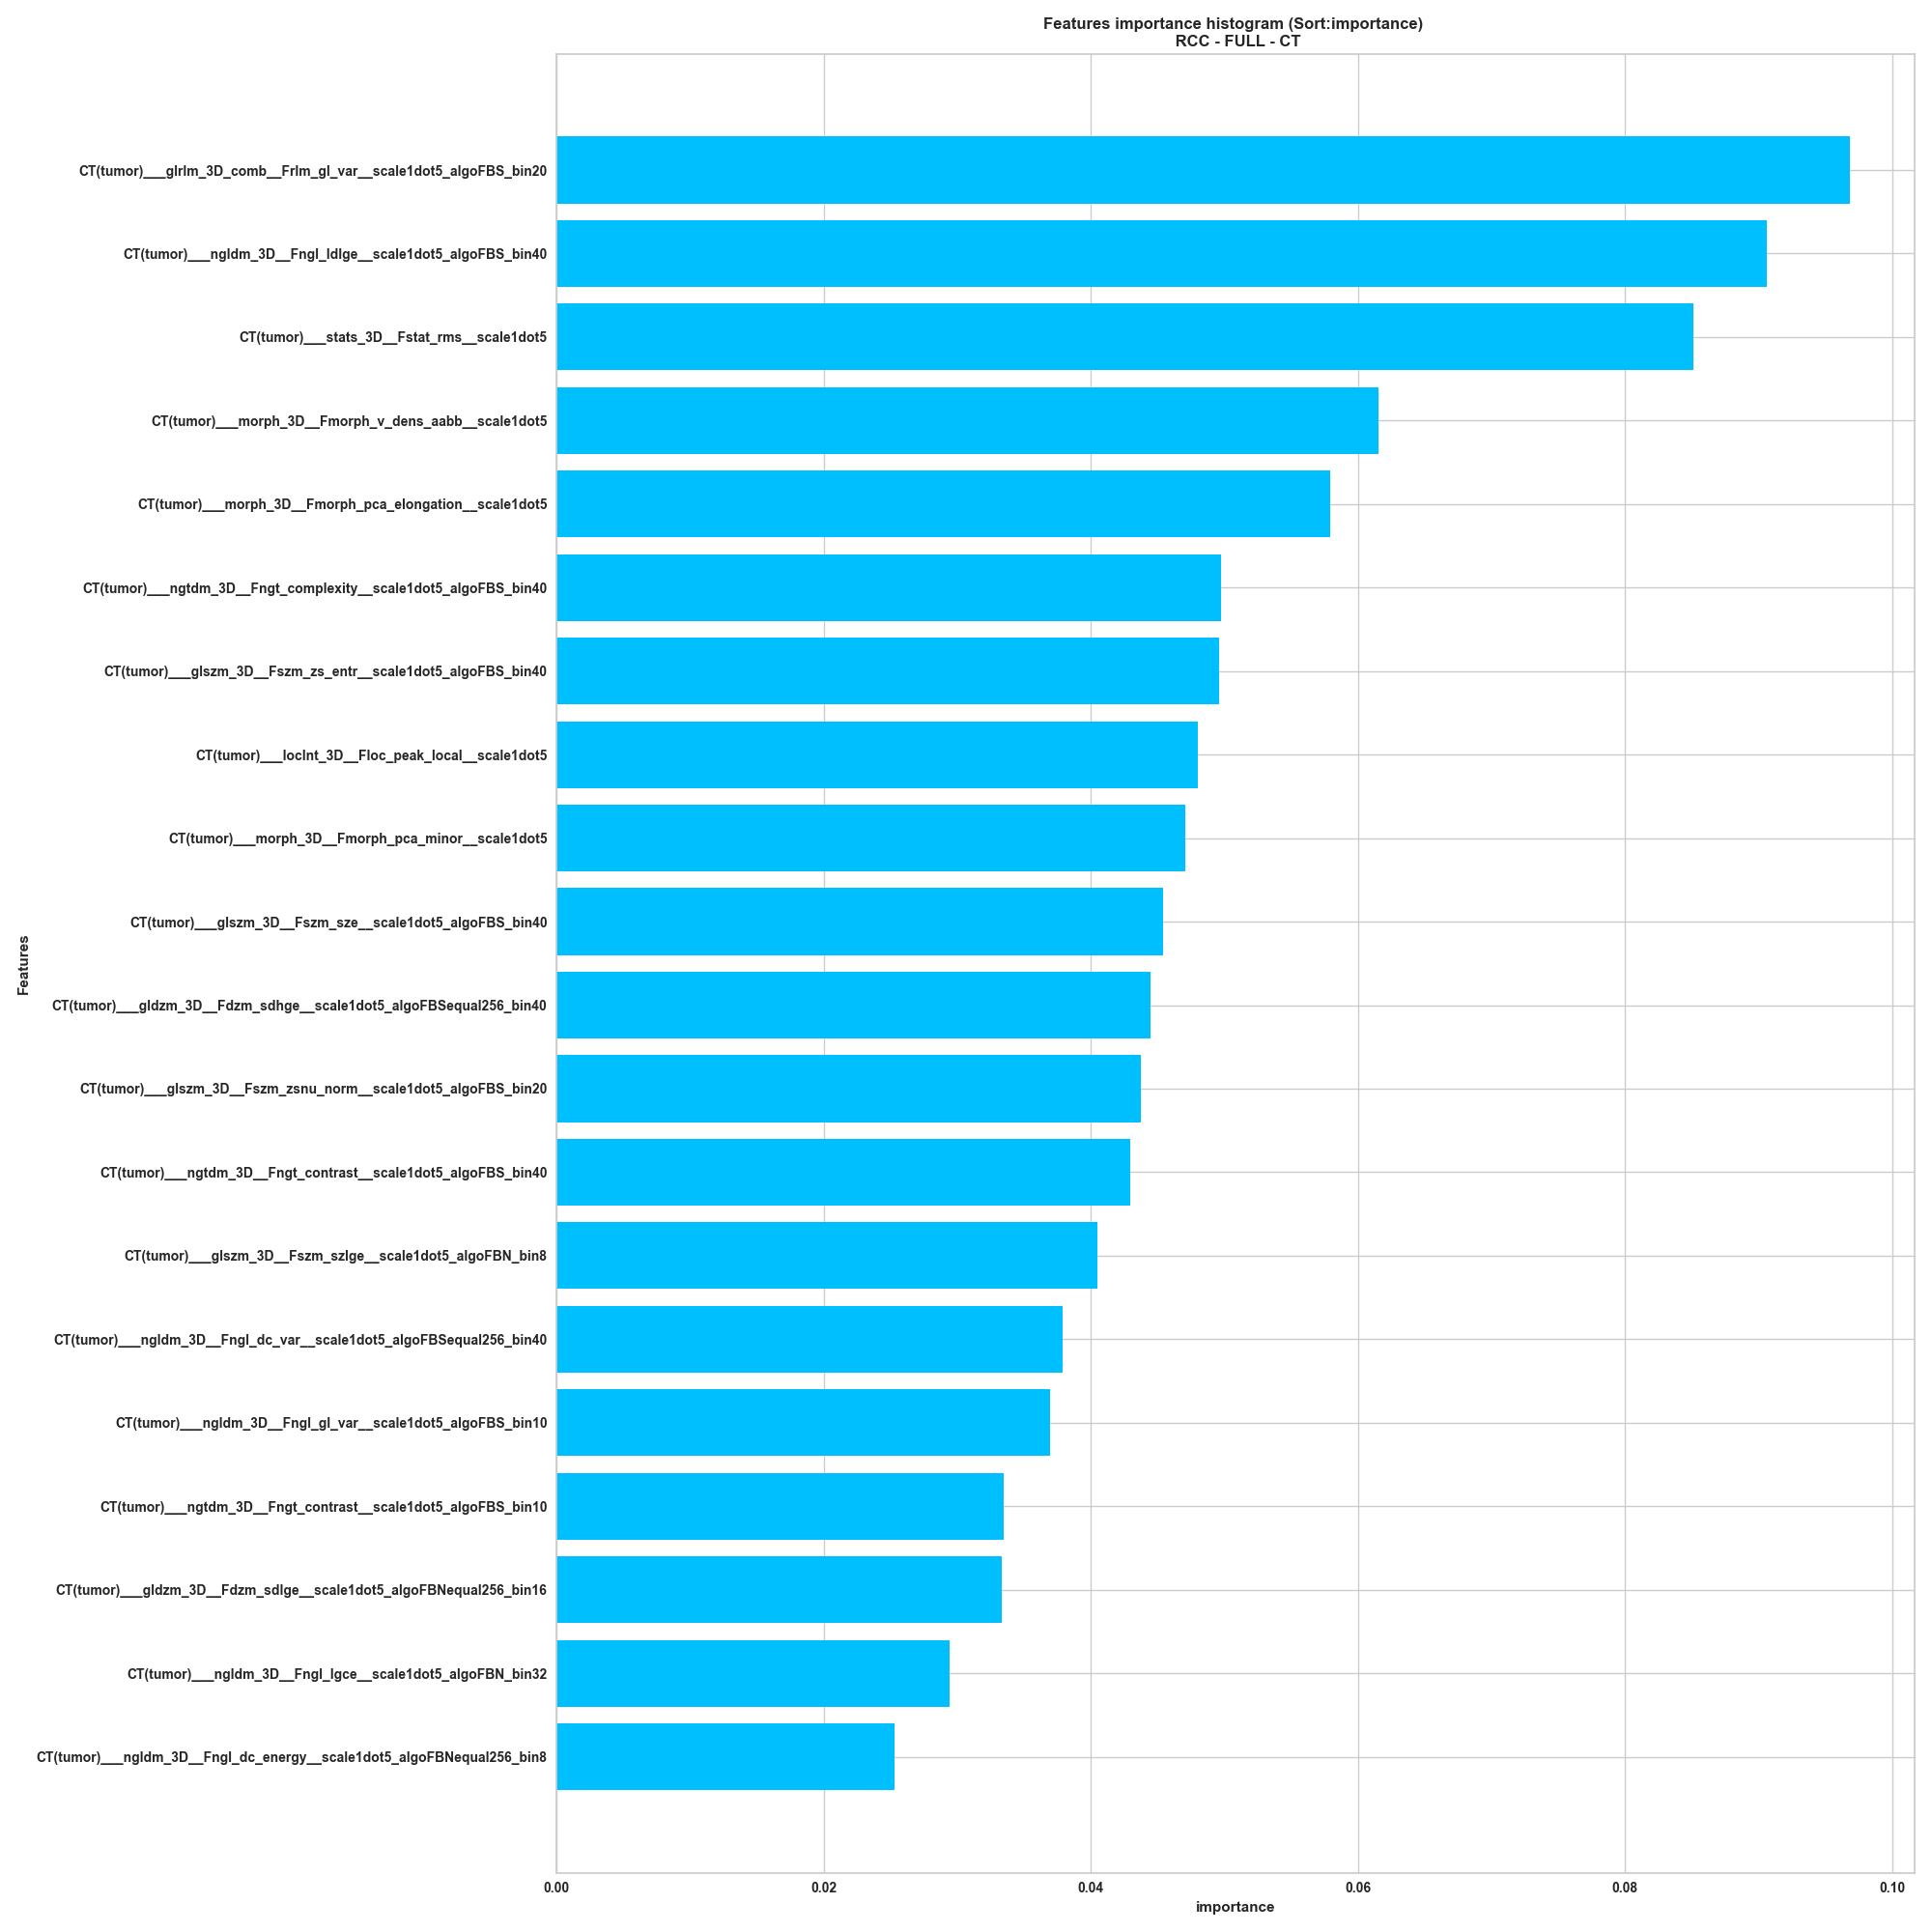 Features importance histogram (Sort:importance)
RCC - FULL - CT
CT(tumor)___glrlm_3D_comb__Frlm_gl_var__scale1dot5_algoFBS_bin20
CT(tumor)___ngldm_3D__Fngl_ldlge__scale1dot5_algoFBS_bin40
CT(tumor)___stats_3D__Fstat_rms__scale1dot5
CT(tumor)___morph_3D__Fmorph_v_dens_aabb__scale1dot5
CT(tumor)___morph_3D__Fmorph_pca_elongation__scale1dot5
CT(tumor)___ngtdm_3D__Fngt_complexity__scale1dot5_algoFBS_bin40
CT(tumor)___glszm_3D__Fszm_zs_entr__scale1dot5_algoFBS_bin40
CT(tumor)___locInt_3D__Floc_peak_local__scale1dot5
CT(tumor)___morph_3D__Fmorph_pca_minor__scale1dot5
CT(tumor)___glszm_3D__Fszm_sze__scale1dot5_algoFBS_bin40
CT(tumor)___gldzm_3D__Fdzm_sdhge__scale1dot5_algoFBSequal256_bin40
CT(tumor)___glszm_3D__Fszm_zsnu_norm__scale1dot5_algoFBS_bin20
CT(tumor)___ngtdm_3D__Fngt_contrast__scale1dot5_algoFBS_bin40
CT(tumor)___glszm_3D__Fszm_szlge__scale1dot5_algoFBN_bin8
CT(tumor)___ngldm_3D__Fngl_dc_var__scale1dot5_algoFBSequal256_bin40
CT(tumor)___ngldm_3D__Fngl_gl_var__scale1dot5_algoFBS_bin10
CT(tumor)___ngtdm_3D__Fngt_contrast__scale1dot5_algoFBS_bin10
CT(tumor)___gldzm_3D__Fdzm_sdlge__scale1dot5_algoFBNequal256_bin16
CT(tumor)___ngldm_3D__Fngl_lgce__scale1dot5_algoFBN_bin32
CT(tumor)___ngldm_3D__Fngl_dc_energy__scale1dot5_algoFBNequal256_bin8
Features
0.00 0.02 0.04 0.06 0.08 0.10
importance